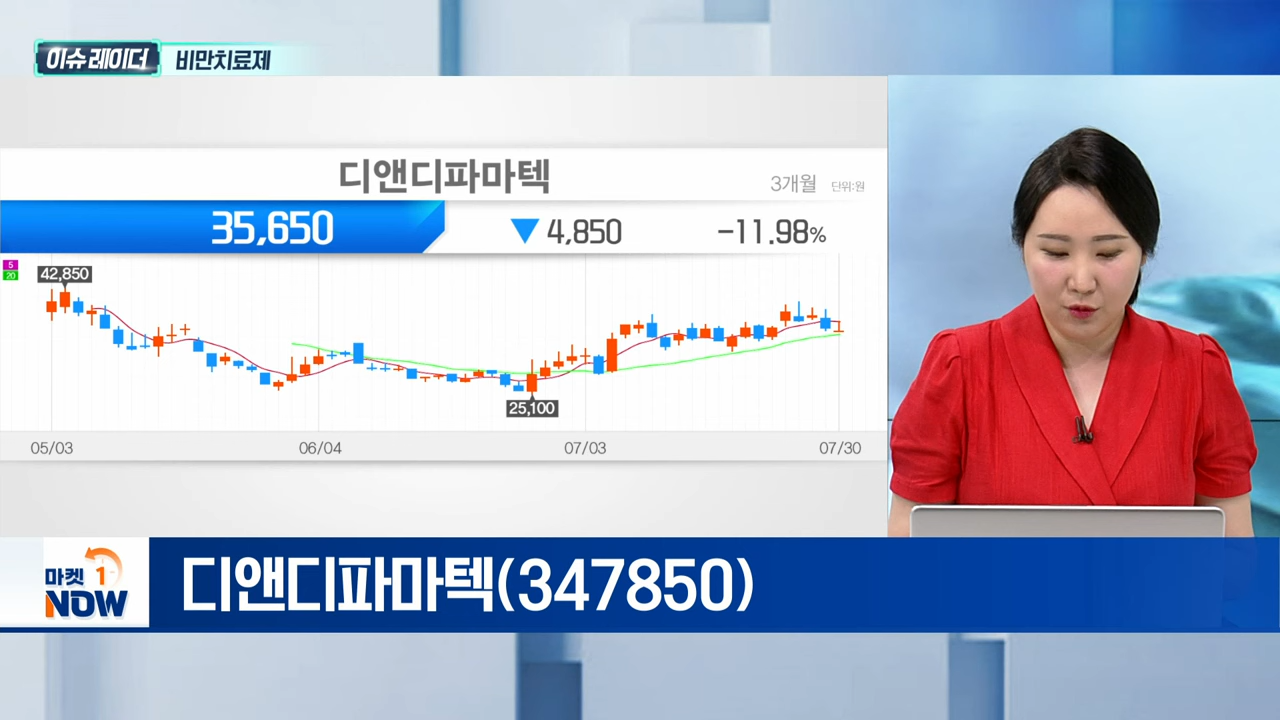 이슈 레이더 비만치료제
디앤디파마텍
3개월 단위:원
35,650 ▼ 4,850 -11.98%
5
20
42,850
25,100
05/03 06/04 07/03 07/30
마켓 1
NOW
디앤디파마텍(347850)